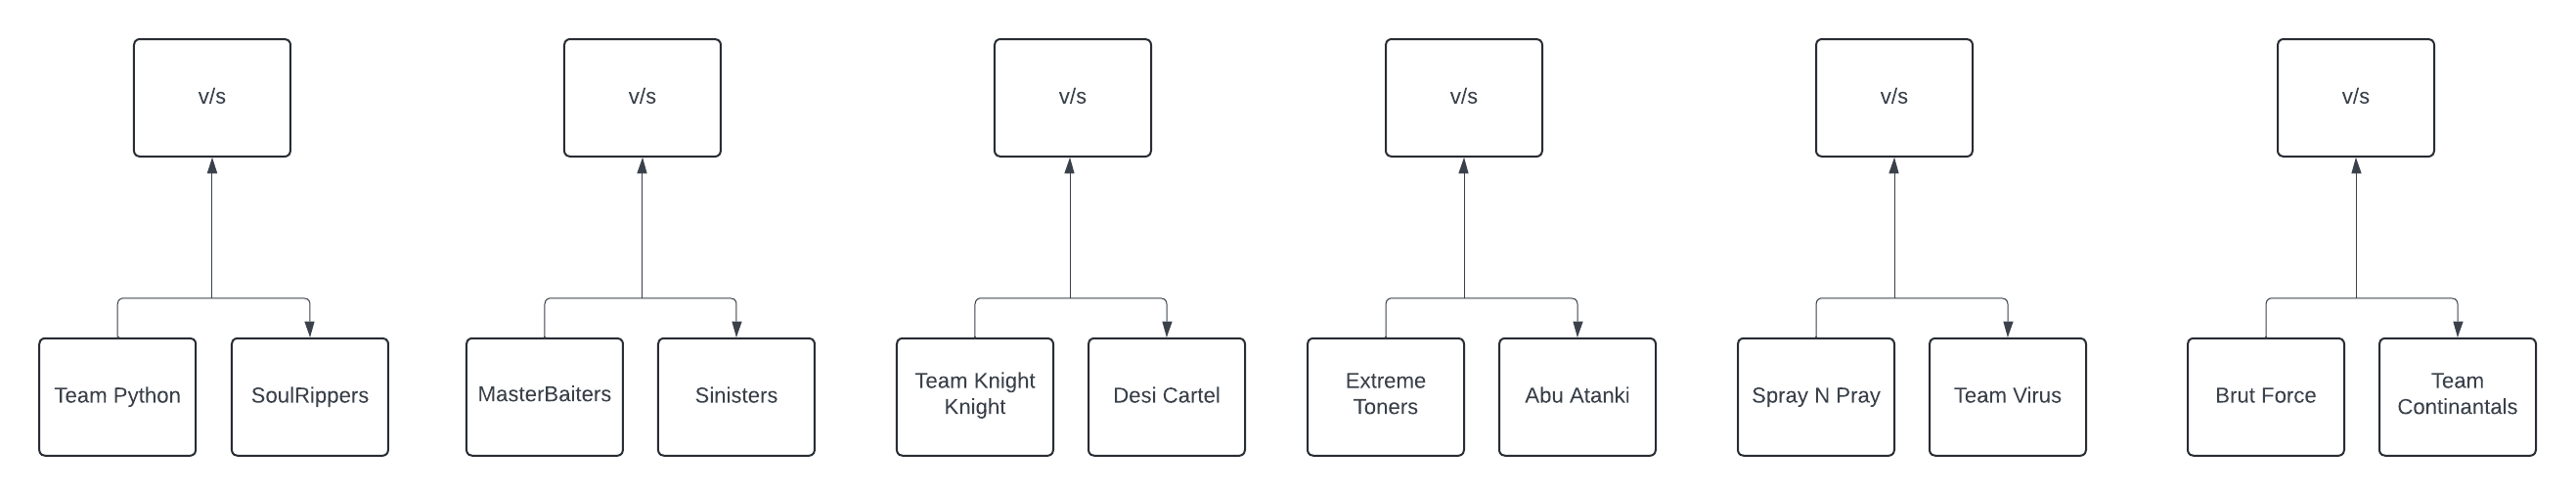 v/s
v/s
v/s
v/s
v/s
v/s
Team Python
SoulRippers
MasterBaiters
Sinisters
Team Knight
Knight
Desi Cartel
Extreme
Toners
Abu Atanki
Spray N Pray
Team Virus
Brut Force
Team
Continantals